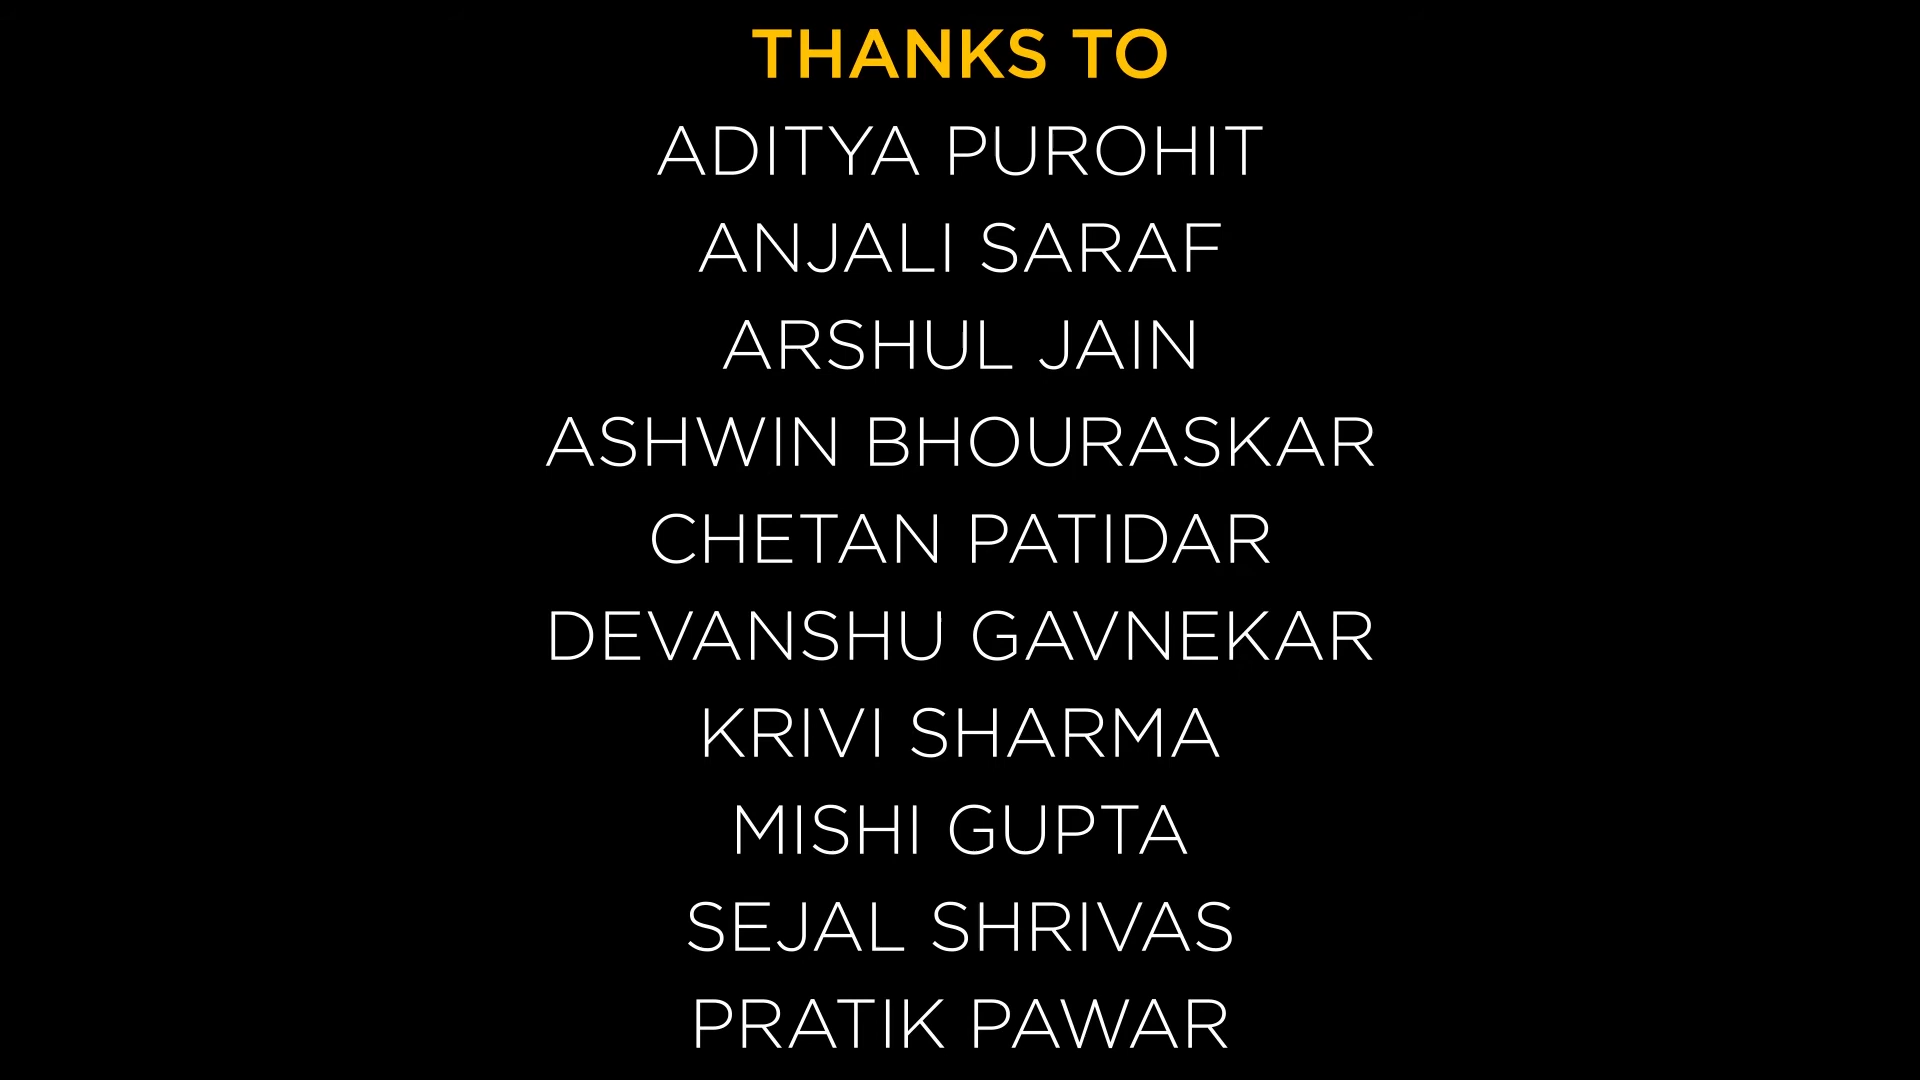 THANKS TO
ADITYA PUROHIT
ANJALI SARAF
ARSHUL JAIN
ASHWIN BHOURASKAR
CHETAN PATIDAR
DEVANSHU GAVNEKAR
KRIVI SHARMA
MISHI GUPTA
SEJAL SHRIVAS
PRATIK PAWAR